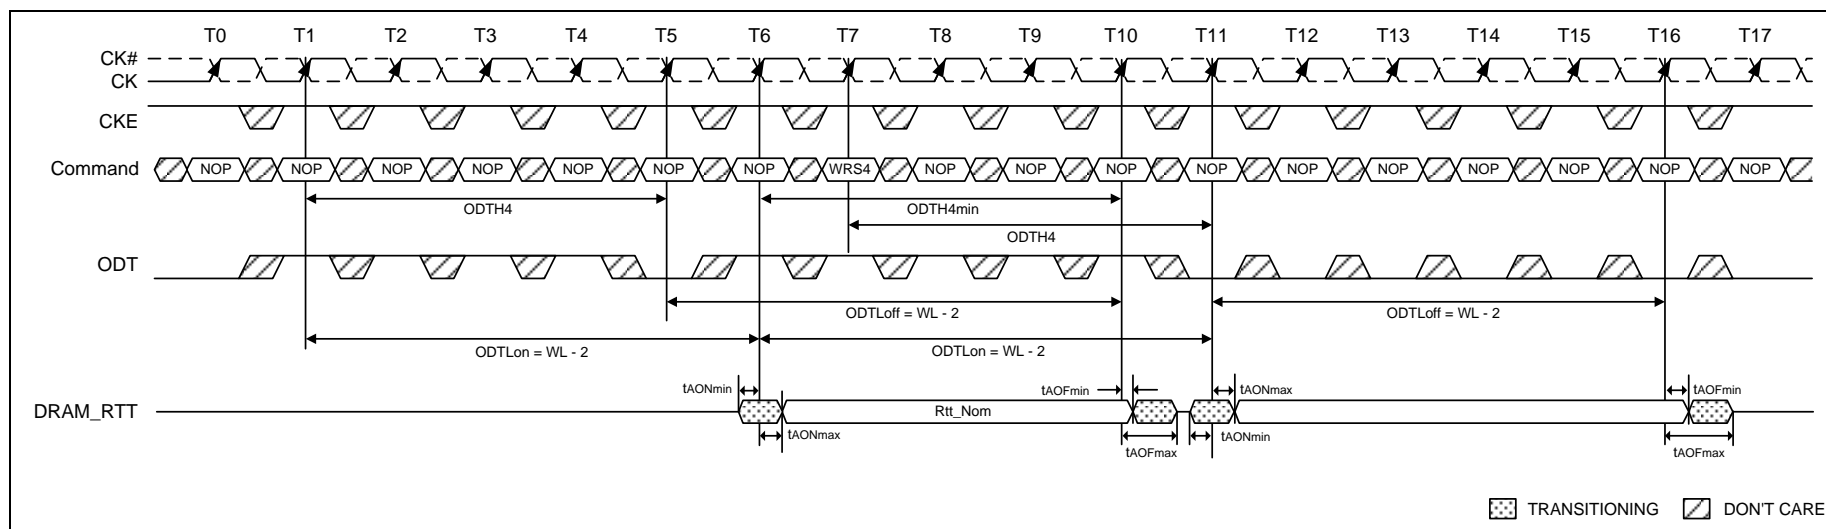 T0 T1 T2 T3 T4 T5 T6 T7 T8 T9 T10 T11 T12 T13 T14 T15 T16 T17
CK#
CK
CKE
Command NOP NOP NOP NOP NOP NOP NOP WRS4 NOP NOP NOP NOP NOP NOP NOP NOP NOP NOP
ODTH4 ODTH4min
ODTH4
ODT
ODTLoff = WL - 2 ODTLoff = WL - 2
ODTLon = WL - 2 ODTLon = WL - 2
tAONmin tAOFmin tAONmax tAOFmin
DRAM_RTT Rtt_Nom
tAONmax tAONmin
tAOFmax tAOFmax
TRANSITIONING DON'T CARE